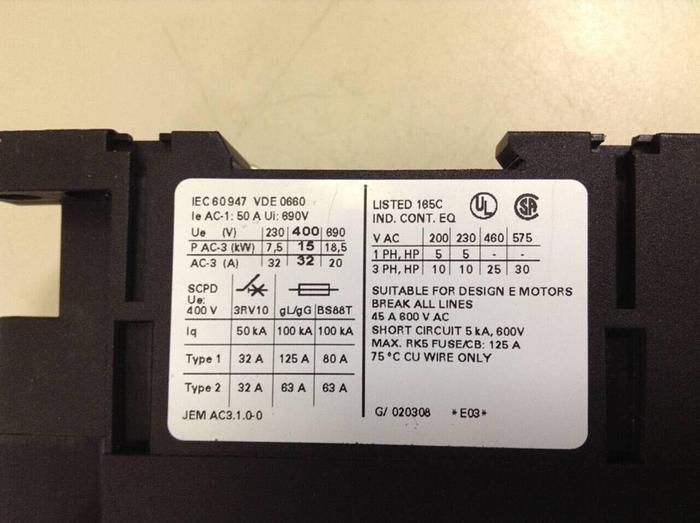 IEC 60947 VDE 0660
Ie AC-1: 50 A Ui: 690V
Ue (V) 230 400 690
P AC-3 (kW) 7,5 15 18,5
AC-3 (A) 32 32 20
SCPD
Ue:
400 V 3RV10 gL/gG BS88T
Iq 50 kA 100 kA 100 kA
Type 1 32 A 125 A 80 A
Type 2 32 A 63 A 63 A
JEM AC3.1.0-0
LISTED 165C
IND. CONT. EQ
UL
SA
V AC 200 230 460 575
1 PH, HP 5 5 - -
3 PH, HP 10 10 25 30
SUITABLE FOR DESIGN E MOTORS
BREAK ALL LINES
45 A 600 V AC
SHORT CIRCUIT 5 kA, 600V
MAX. RK5 FUSE/CB: 125 A
75 °C CU WIRE ONLY
G/ 020308 *E03*